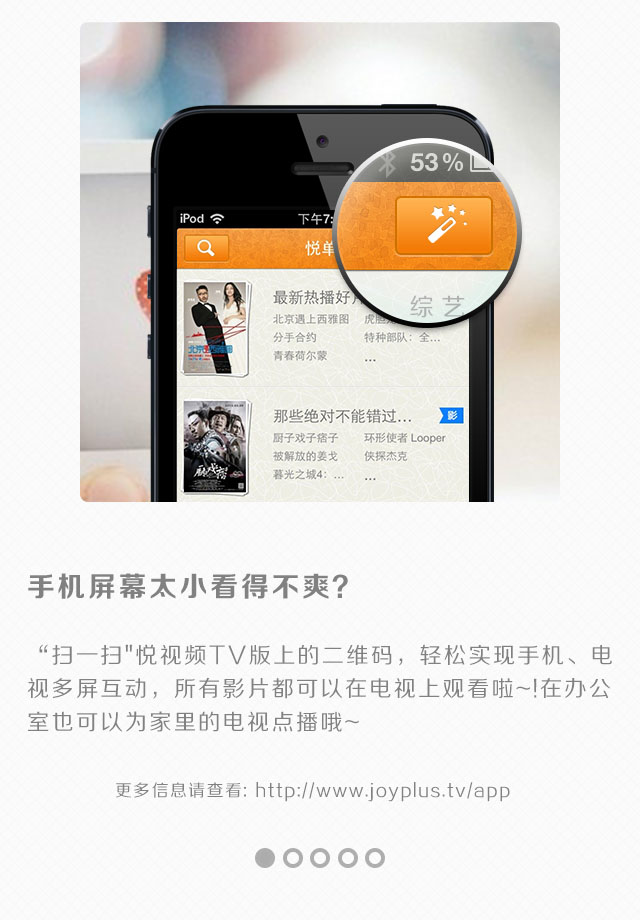 53%
iPod 下午7:
悦单
综艺
最新热播好片
北京遇上西雅图 虎胆
分手合约 特种部队：全...
青春荷尔蒙 ...
那些绝对不能错过... 影
厨子戏子痞子 环形使者 Looper
被解放的姜戈 侠探杰克
暮光之城4：... ...
手机屏幕太小看得不爽？
“扫一扫"悦视频TV版上的二维码，轻松实现手机、电
视多屏互动，所有影片都可以在电视上观看啦~!在办公
室也可以为家里的电视点播哦~
更多信息请查看: http://www.joyplus.tv/app